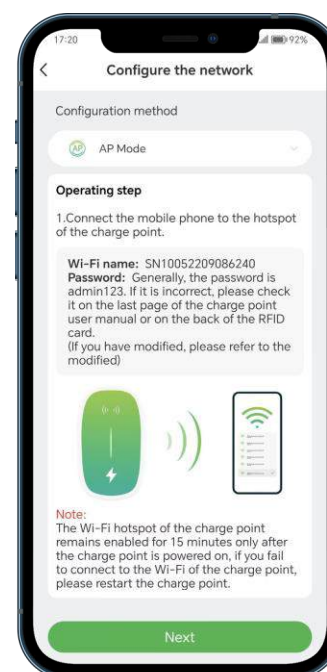 17:20
92%
Configure the network
Configuration method
AP
AP Mode
Operating step
1.Connect the mobile phone to the hotspot
of the charge point.
Wi-Fi name: SN10052209086240
Password: Generally, the password is
admin123. If it is incorrect, please check
it on the last page of the charge point
user manual or on the back of the RFID
card.
(If you have modified, please refer to the
modified)
Note:
The Wi-Fi hotspot of the charge point
remains enabled for 15 minutes only after
the charge point is powered on, if you fail
to connect to the Wi-Fi of the charge point,
please restart the charge point.
Next